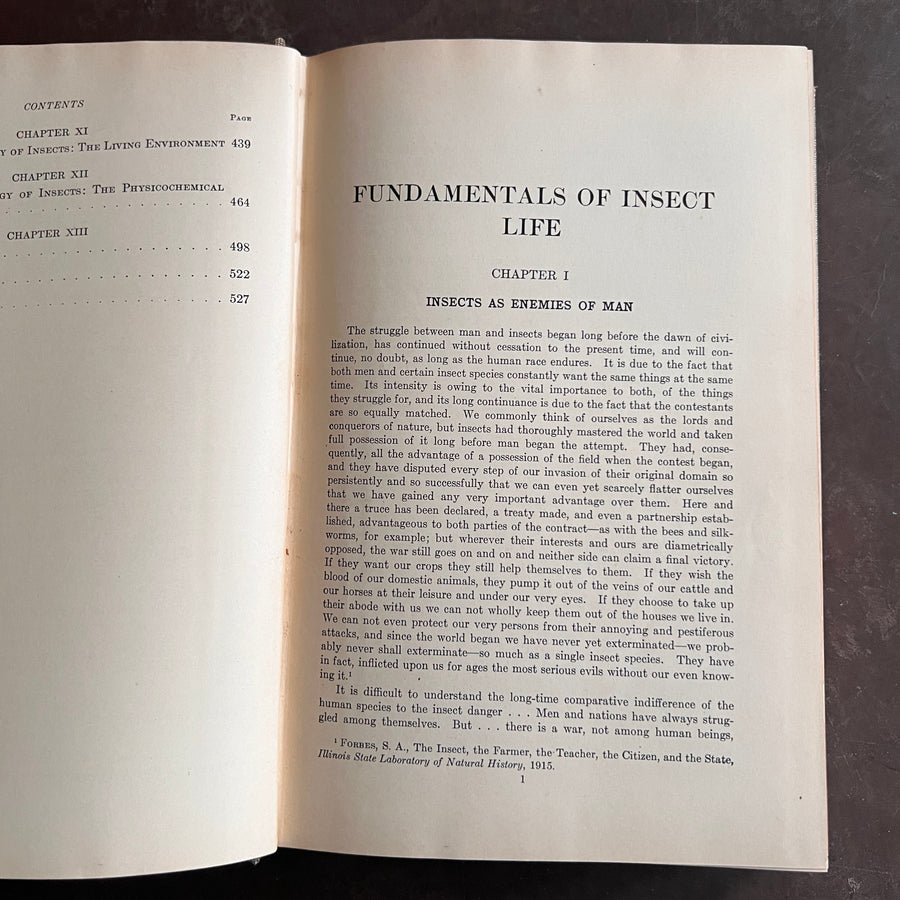 CONTENTS
PAGE
CHAPTER XI
Y OF INSECTS: THE LIVING ENVIRONMENT 439
CHAPTER XII
GY OF INSECTS: THE PHYSICOCHEMICAL
. . . . . . . . . . . . . . . . . 464
CHAPTER XIII
. . . . . . . . . . . . . . . . . 498
. . . . . . . . . . . . . . . . . 522
. . . . . . . . . . . . . . . . . 527
FUNDAMENTALS OF INSECT
LIFE
CHAPTER I
INSECTS AS ENEMIES OF MAN
The struggle between man and insects began long before the dawn of civi-
lization, has continued without cessation to the present time, and will con-
tinue, no doubt, as long as the human race endures. It is due to the fact that
both men and certain insect species constantly want the same things at the same
time. Its intensity is owing to the vital importance to both, of the things
they struggle for, and its long continuance is due to the fact that the contestants
are so equally matched. We commonly think of ourselves as the lords and
conquerors of nature, but insects had thoroughly mastered the world and taken
full possession of it long before man began the attempt. They had, conse-
quently, all the advantage of a possession of the field when the contest began,
and they have disputed every step of our invasion of their original domain so
persistently and so successfully that we can even yet scarcely flatter ourselves
that we have gained any very important advantage over them. Here and
there a truce has been declared, a treaty made, and even a partnership estab-
lished, advantageous to both parties of the contract—as with the bees and silk-
worms, for example; but wherever their interests and ours are diametrically
opposed, the war still goes on and on and neither side can claim a final victory.
If they want our crops they still help themselves to them. If they wish the
blood of our domestic animals, they pump it out of the veins of our cattle and
our horses at their leisure and under our very eyes. If they choose to take up
their abode with us we can not wholly keep them out of the houses we live in.
We can not even protect our very persons from their annoying and pestiferous
attacks, and since the world began we have never yet exterminated—we prob-
ably never shall exterminate—so much as a single insect species. They have
in fact, inflicted upon us for ages the most serious evils without our even know-
ing it.¹
It is difficult to understand the long-time comparative indifference of the
human species to the insect danger . . . Men and nations have always strug-
gled among themselves. But . . . there is a war, not among human beings,
¹ FORBES, S. A., The Insect, the Farmer, the Teacher, the Citizen, and the State,
Illinois State Laboratory of Natural History, 1915.
1